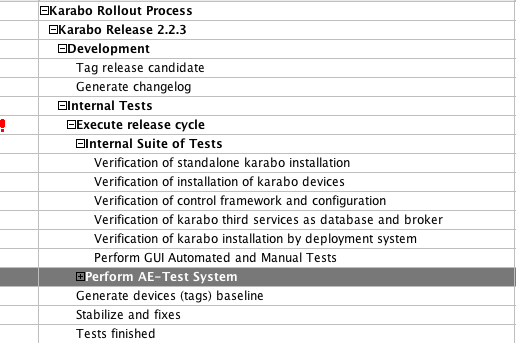 Karabo Rollout Process
Karabo Release 2.2.3
Development
Tag release candidate
Generate changelog
Internal Tests
Execute release cycle
Internal Suite of Tests
Verification of standalone karabo installation
Verification of installation of karabo devices
Verification of control framework and configuration
Verification of karabo third services as database and broker
Verification of karabo installation by deployment system
Perform GUI Automated and Manual Tests
Perform AE-Test System
Generate devices (tags) baseline
Stabilize and fixes
Tests finished